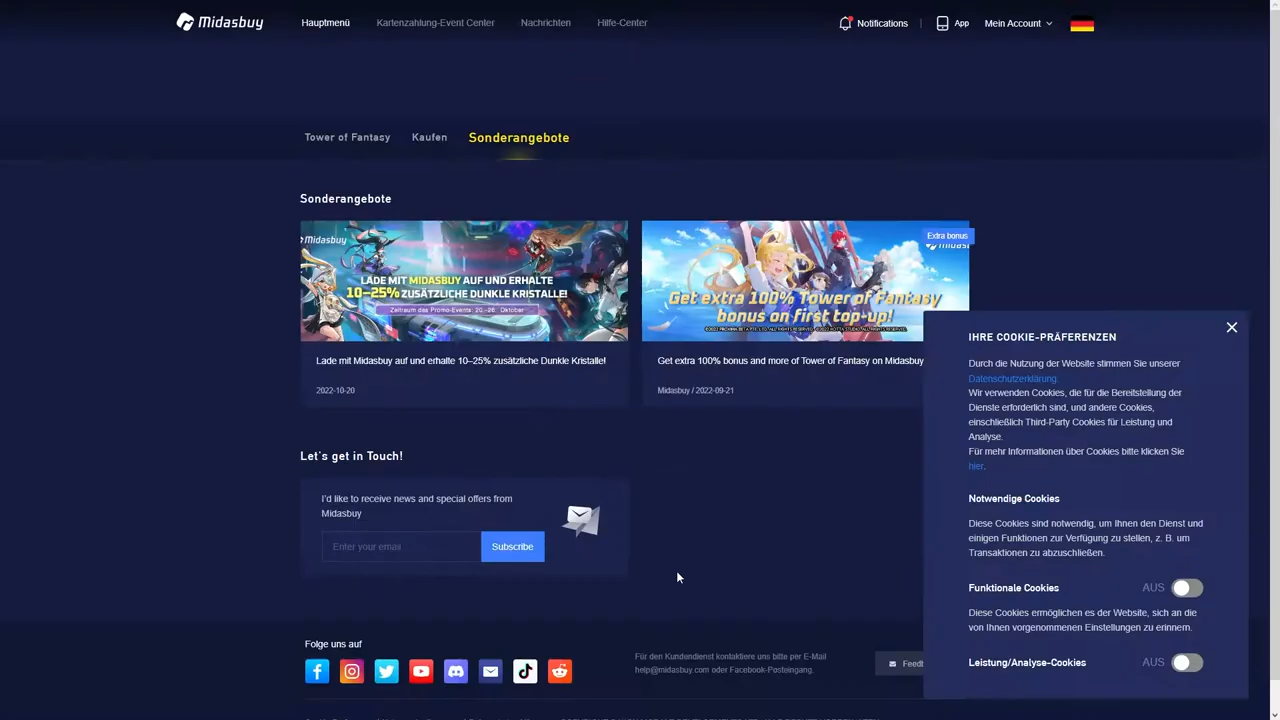 Midasbuy
Hauptmenü
Kartenzahlung-Event Center
Nachrichten
Hilfe-Center
Notifications
App
Mein Account
Tower of Fantasy
Kaufen
Sonderangebote
Sonderangebote
Midasbuy
LADE MIT MIDASBUY AUF UND ERHALTE
10–25% ZUSÄTZLICHE DUNKLE KRISTALLE!
Zeitraum des Promo-Events: 20.-26. Oktober
Lade mit Midasbuy auf und erhalte 10–25% zusätzliche Dunkle Kristalle!
2022-10-20
Extra bonus
Get extra 100% Tower of Fantasy
bonus on first top-up!
Get extra 100% bonus and more of Tower of Fantasy on Midasbuy
Midasbuy / 2022-09-21
Let's get in Touch!
I'd like to receive news and special offers from
Midasbuy
Enter your email
Subscribe
Folge uns auf
Für den Kundendienst kontaktiere uns bitte per E-Mail
help@midasbuy.com oder Facebook-Posteingang.
Feedb
IHRE COOKIE-PRÄFERENZEN
Durch die Nutzung der Website stimmen Sie unserer
Datenschutzerklärung.
Wir verwenden Cookies, die für die Bereitstellung der
Dienste erforderlich sind, und andere Cookies,
einschließlich Third-Party Cookies für Leistung und
Analyse.
Für mehr Informationen über Cookies bitte klicken Sie
hier.
Notwendige Cookies
Diese Cookies sind notwendig, um Ihnen den Dienst und
einigen Funktionen zur Verfügung zu stellen, z. B. um
Transaktionen zu abzuschließen.
Funktionale Cookies
AUS
Diese Cookies ermöglichen es der Website, sich an die
von Ihnen vorgenommenen Einstellungen zu erinnern.
Leistung/Analyse-Cookies
AUS